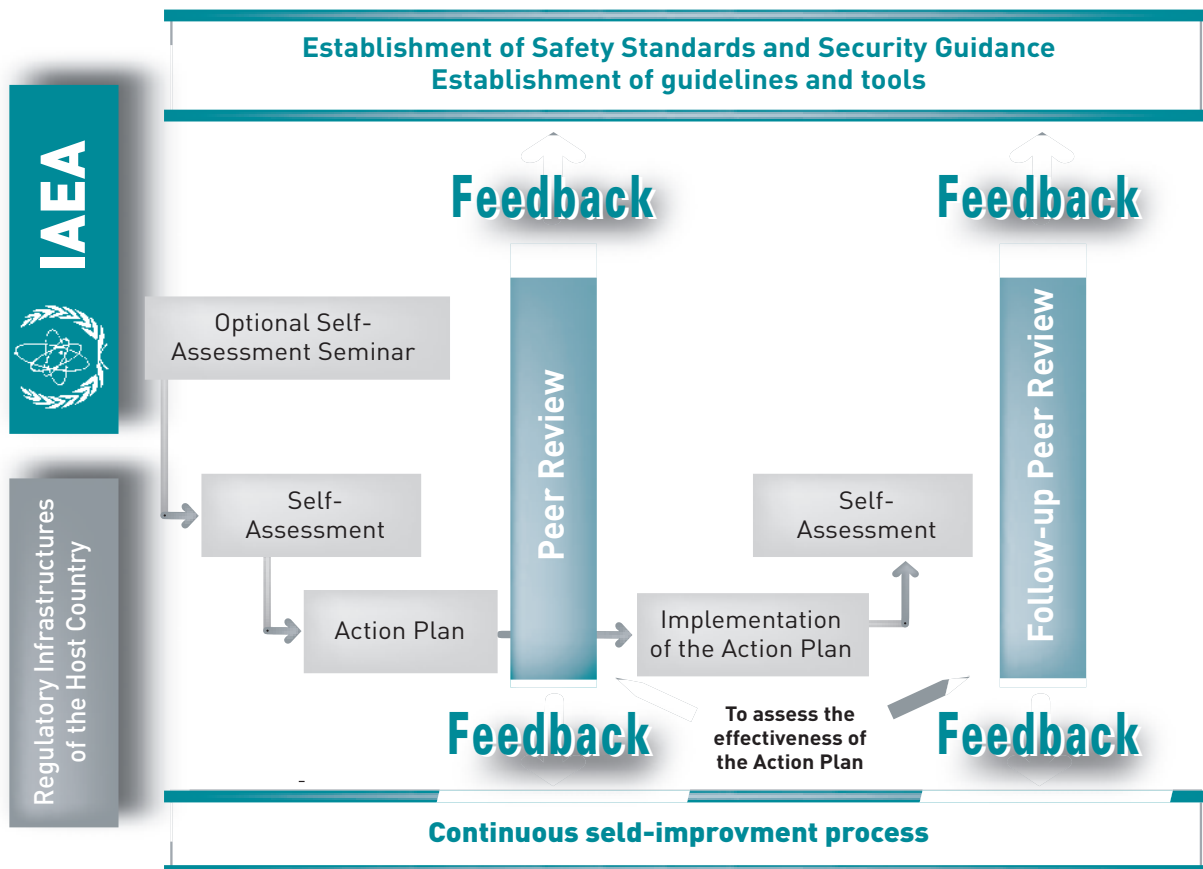 Establishment of Safety Standards and Security Guidance
Establishment of guidelines and tools
IAEA
Feedback
Feedback
Optional Self-
Assessment Seminar
Peer Review
Follow-up Peer Review
Regulatory Infrastructures
of the Host Country
Self-
Assessment
Self-
Assessment
Action Plan
Implementation
of the Action Plan
Feedback
To assess the
effectiveness of
the Action Plan
Feedback
Continuous seld-improvment process